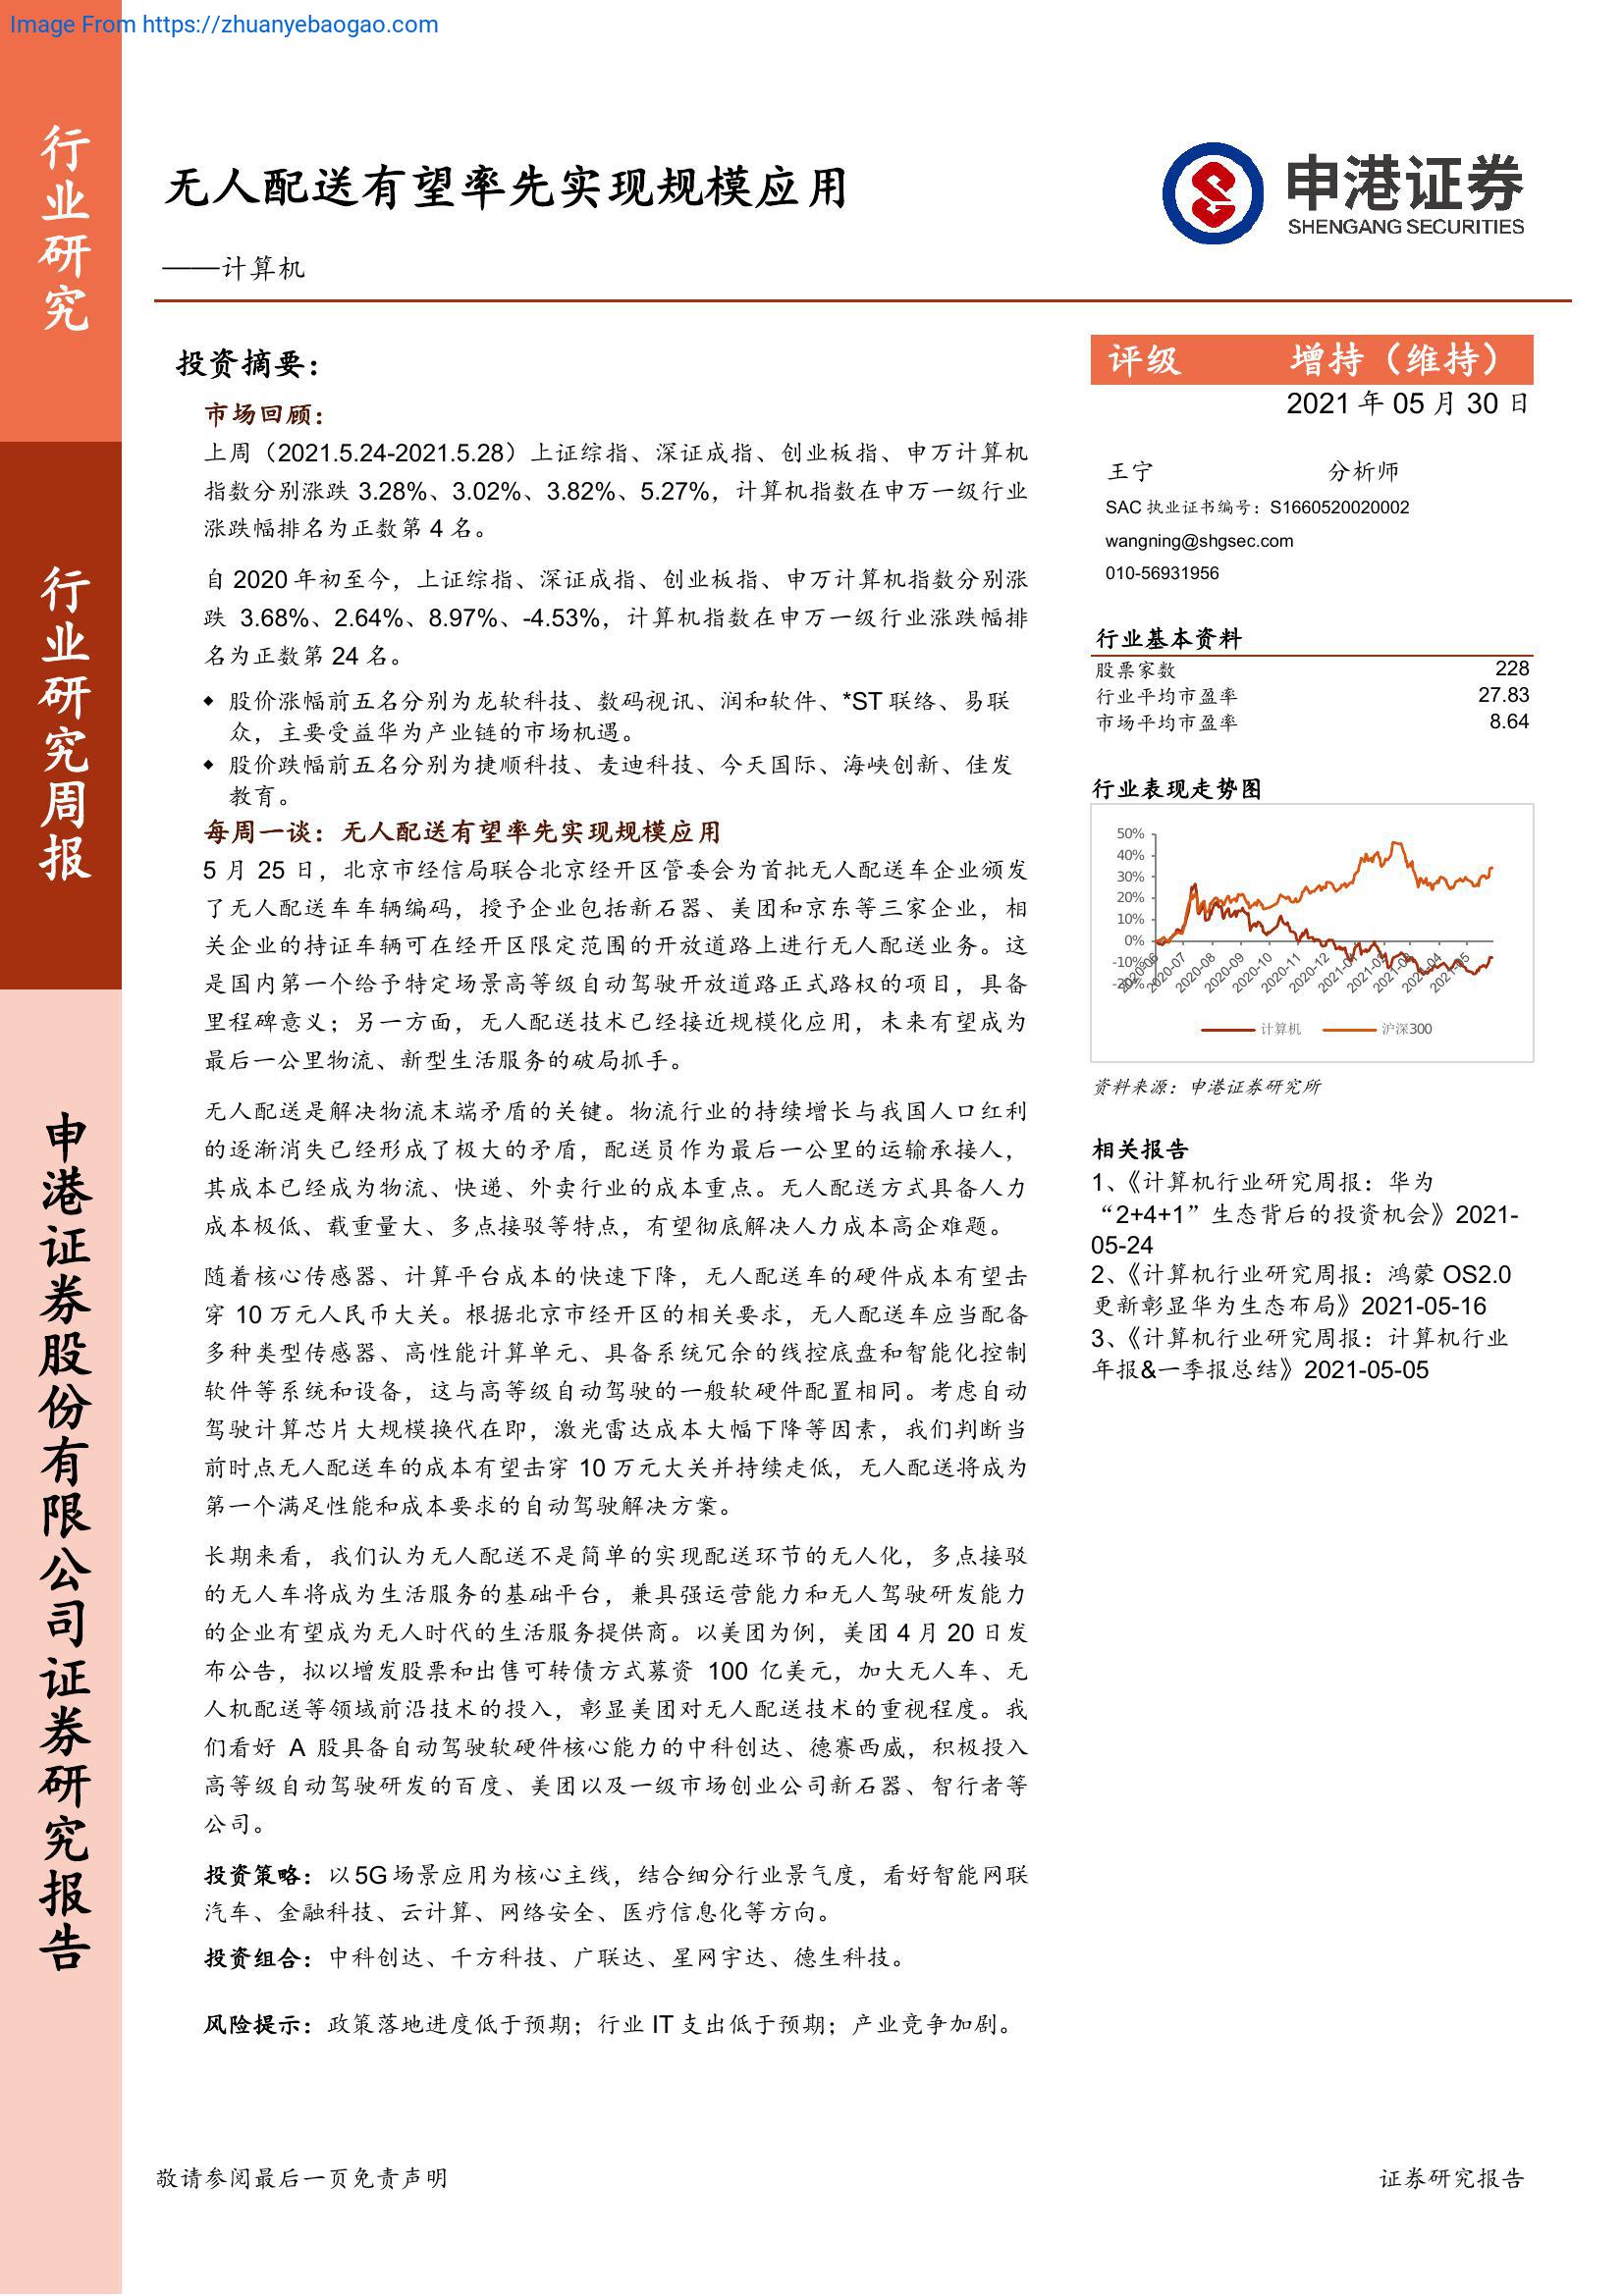 Image From https://zhuanyebaogao.com
行业研究
行业研究周报
申港证券股份有限公司证券研究报告
无人配送有望率先实现规模应用
——计算机
申港证券
SHENGANG SECURITIES
投资摘要：
市场回顾：
上周（2021.5.24-2021.5.28）上证综指、深证成指、创业板指、申万计算机
指数分别涨跌 3.28%、3.02%、3.82%、5.27%，计算机指数在申万一级行业
涨跌幅排名为正数第 4 名。
自 2020 年初至今，上证综指、深证成指、创业板指、申万计算机指数分别涨
跌 3.68%、2.64%、8.97%、-4.53%，计算机指数在申万一级行业涨跌幅排
名为正数第 24 名。
◆ 股价涨幅前五名分别为龙软科技、数码视讯、润和软件、*ST 联络、易联
众，主要受益华为产业链的市场机遇。
◆ 股价跌幅前五名分别为捷顺科技、麦迪科技、今天国际、海峡创新、佳发
教育。
每周一谈：无人配送有望率先实现规模应用
5 月 25 日，北京市经信局联合北京经开区管委会为首批无人配送车企业颁发
了无人配送车车辆编码，授予企业包括新石器、美团和京东等三家企业，相
关企业的持证车辆可在经开区限定范围的开放道路上进行无人配送业务。这
是国内第一个给予特定场景高等级自动驾驶开放道路正式路权的项目，具备
里程碑意义；另一方面，无人配送技术已经接近规模化应用，未来有望成为
最后一公里物流、新型生活服务的破局抓手。
无人配送是解决物流末端矛盾的关键。物流行业的持续增长与我国人口红利
的逐渐消失已经形成了极大的矛盾，配送员作为最后一公里的运输承接人，
其成本已经成为物流、快递、外卖行业的成本重点。无人配送方式具备人力
成本极低、载重量大、多点接驳等特点，有望彻底解决人力成本高企难题。
随着核心传感器、计算平台成本的快速下降，无人配送车的硬件成本有望击
穿 10 万元人民币大关。根据北京市经开区的相关要求，无人配送车应当配备
多种类型传感器、高性能计算单元、具备系统冗余的线控底盘和智能化控制
软件等系统和设备，这与高等级自动驾驶的一般软硬件配置相同。考虑自动
驾驶计算芯片大规模换代在即，激光雷达成本大幅下降等因素，我们判断当
前时点无人配送车的成本有望击穿 10 万元大关并持续走低，无人配送将成为
第一个满足性能和成本要求的自动驾驶解决方案。
长期来看，我们认为无人配送不是简单的实现配送环节的无人化，多点接驳
的无人车将成为生活服务的基础平台，兼具强运营能力和无人驾驶研发能力
的企业有望成为无人时代的生活服务提供商。以美团为例，美团 4 月 20 日发
布公告，拟以增发股票和出售可转债方式募资 100 亿美元，加大无人车、无
人机配送等领域前沿技术的投入，彰显美团对无人配送技术的重视程度。我
们看好 A 股具备自动驾驶软硬件核心能力的中科创达、德赛西威，积极投入
高等级自动驾驶研发的百度、美团以及一级市场创业公司新石器、智行者等
公司。
投资策略：以 5G 场景应用为核心主线，结合细分行业景气度，看好智能网联
汽车、金融科技、云计算、网络安全、医疗信息化等方向。
投资组合：中科创达、千方科技、广联达、星网宇达、德生科技。
风险提示：政策落地进度低于预期；行业 IT 支出低于预期；产业竞争加剧。
评级 增持（维持）
2021 年 05 月 30 日
王宁 分析师
SAC 执业证书编号：S1660520020002
wangning@shgsec.com
010-56931956
行业基本资料
股票家数 228
行业平均市盈率 27.83
市场平均市盈率 8.64
行业表现走势图
50%
40%
30%
20%
10%
0%
-10%
-20%
2020-06 2020-07 2020-08 2020-09 2020-10 2020-11 2020-12 2021-01 2021-02 2021-03 2021-04 2021-05
计算机 沪深300
资料来源：申港证券研究所
相关报告
1、《计算机行业研究周报：华为
“2+4+1”生态背后的投资机会》2021-
05-24
2、《计算机行业研究周报：鸿蒙 OS2.0
更新彰显华为生态布局》2021-05-16
3、《计算机行业研究周报：计算机行业
年报&一季报总结》2021-05-05
敬请参阅最后一页免责声明
证券研究报告